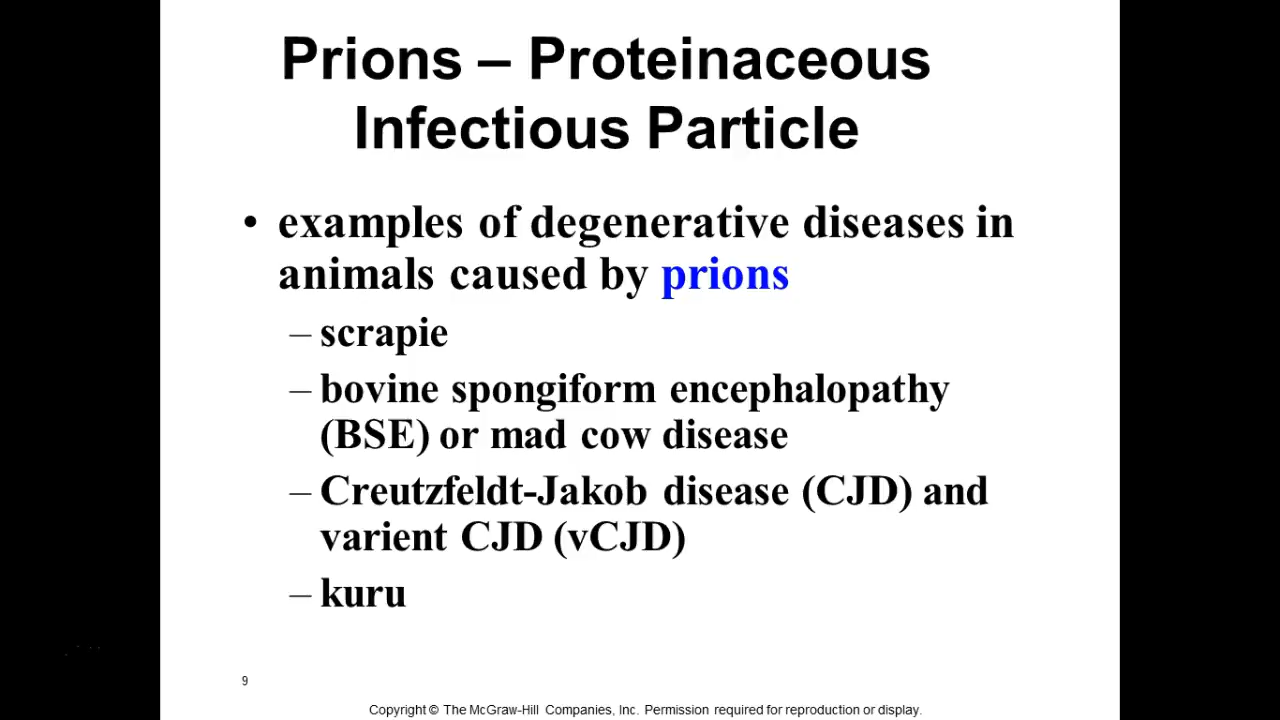 Prions – Proteinaceous
Infectious Particle
• examples of degenerative diseases in
animals caused by prions
– scrapie
– bovine spongiform encephalopathy
(BSE) or mad cow disease
– Creutzfeldt-Jakob disease (CJD) and
varient CJD (vCJD)
– kuru
9
Copyright © The McGraw-Hill Companies, Inc. Permission required for reproduction or display.